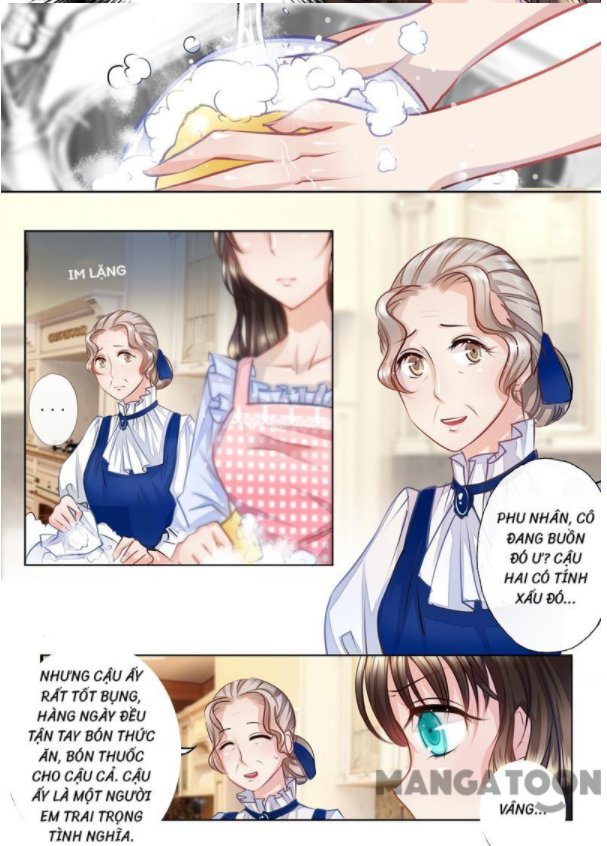 IM LẶNG
...
PHU NHÂN, CÔ
ĐANG BUỒN
ĐÓ Ư? CẬU
HAI CÓ TÍNH
XẤU ĐÓ...
NHƯNG CẬU ẤY
RẤT TỐT BỤNG,
HÀNG NGÀY ĐỀU
TẬN TAY BÓN THỨC
ĂN, BÓN THUỐC
CHO CẬU CẢ. CẬU
ẤY LÀ MỘT NGƯỜI
EM TRAI TRỌNG
TÌNH NGHĨA.
MANGATOON
VÂNG...